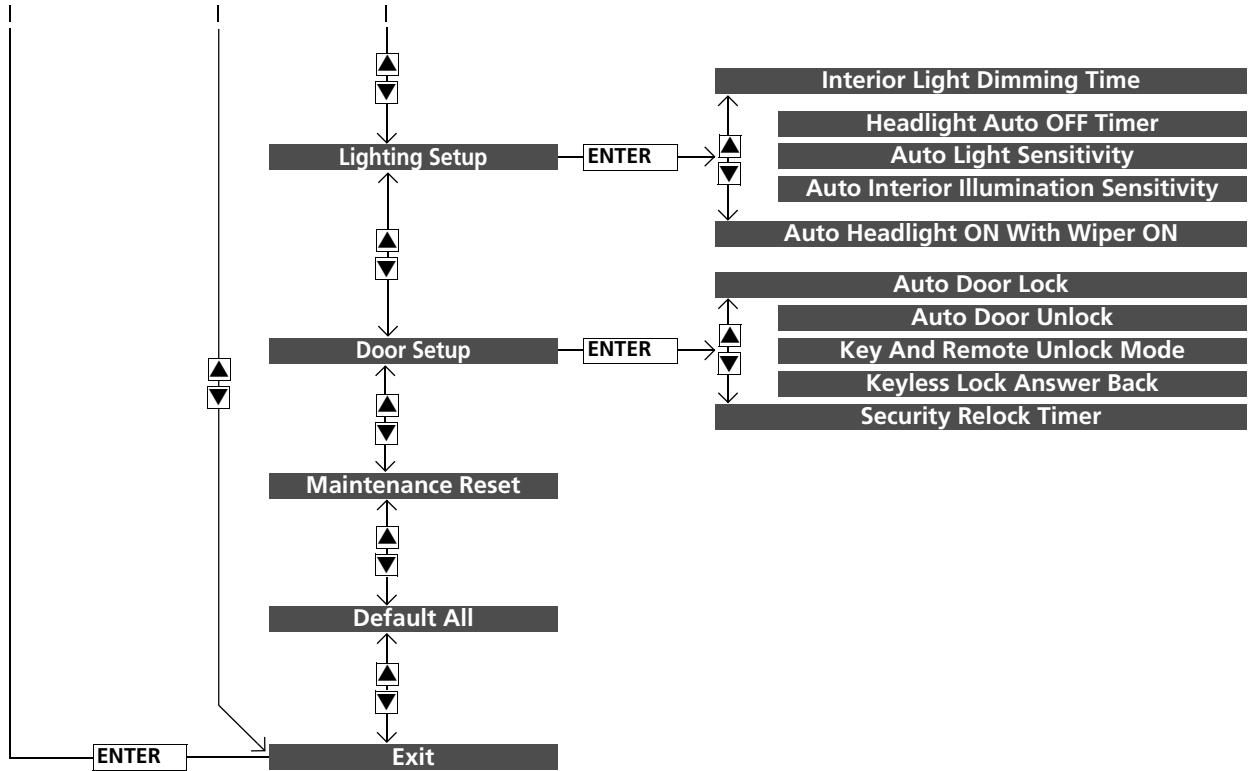 Interior Light Dimming Time
Headlight Auto OFF Timer
Lighting Setup
ENTER
Auto Light Sensitivity
Auto Interior Illumination Sensitivity
Auto Headlight ON With Wiper ON
Auto Door Lock
Auto Door Unlock
Door Setup
ENTER
Key And Remote Unlock Mode
Keyless Lock Answer Back
Security Relock Timer
Maintenance Reset
Default All
ENTER
Exit